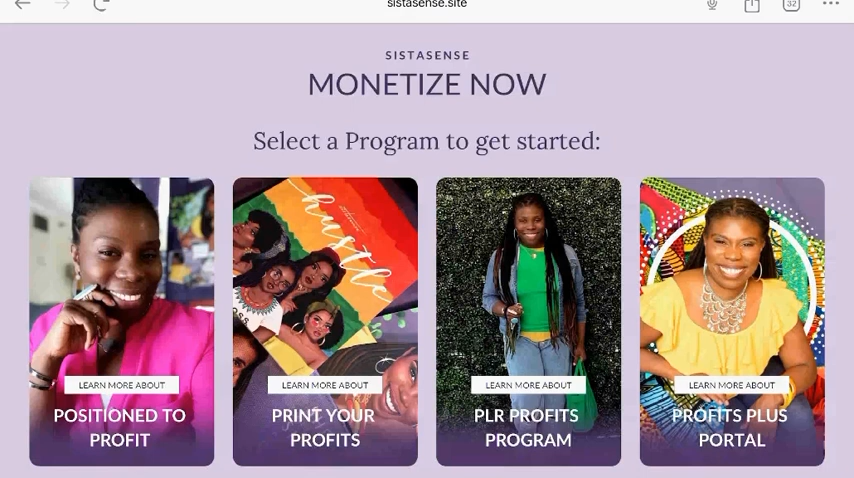 sistasense.site
32
SISTASENSE
MONETIZE NOW
Select a Program to get started:
hustle
LEARN MORE ABOUT
POSITIONED TO
PROFIT
LEARN MORE ABOUT
PRINT YOUR
PROFITS
LEARN MORE ABOUT
PLR PROFITS
PROGRAM
LEARN MORE ABOUT
PROFITS PLUS
PORTAL